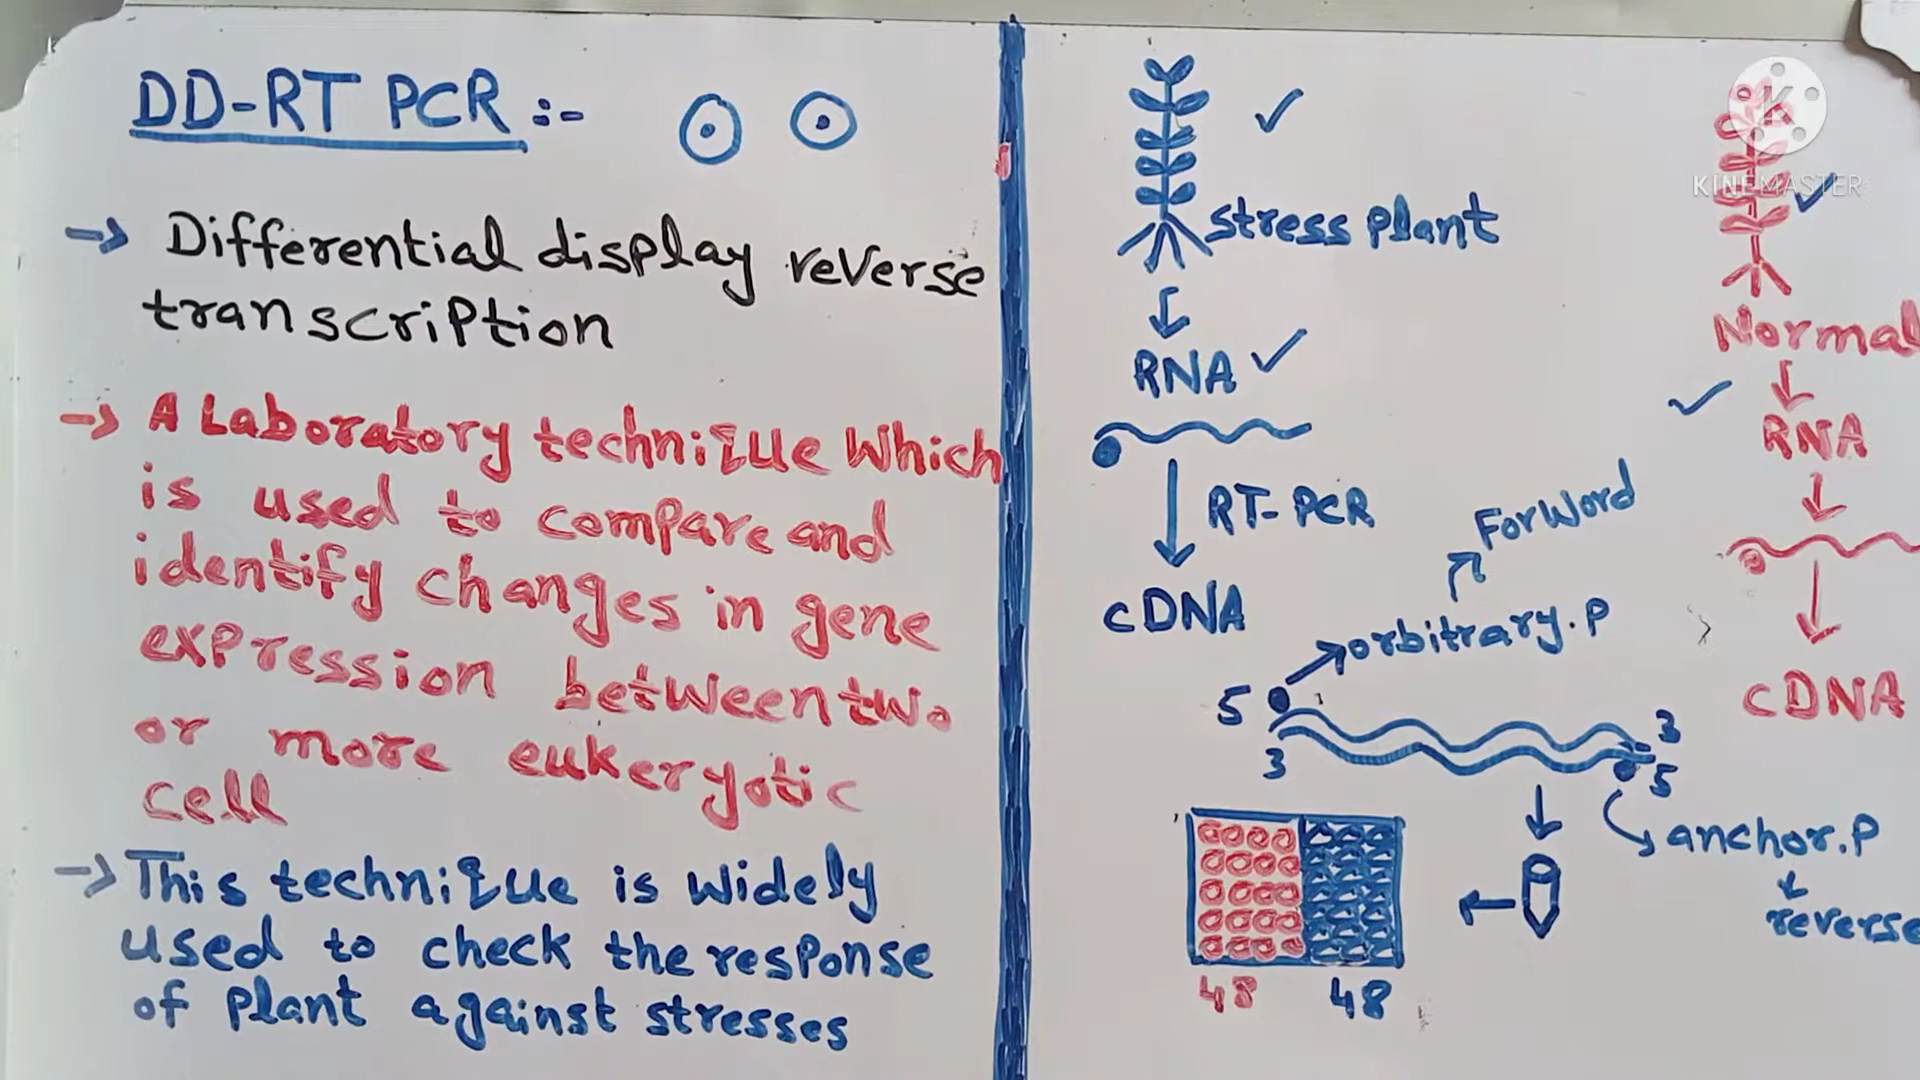 DD-RT PCR :-
→ Differential display reverse
transcription
→ A Laboratory technique which
is used to compare and
identify changes in gene
expression between two
or more eukeryotic
cell
→ This technique is widely
used to check the response
of plant against stresses
stress plant
RNA
RT-PCR
cDNA
Forword
orbitrary.p
5
3
3
5
anchor.p
reverse
48
48
Normal
RNA
cDNA
K
KINEMASTER